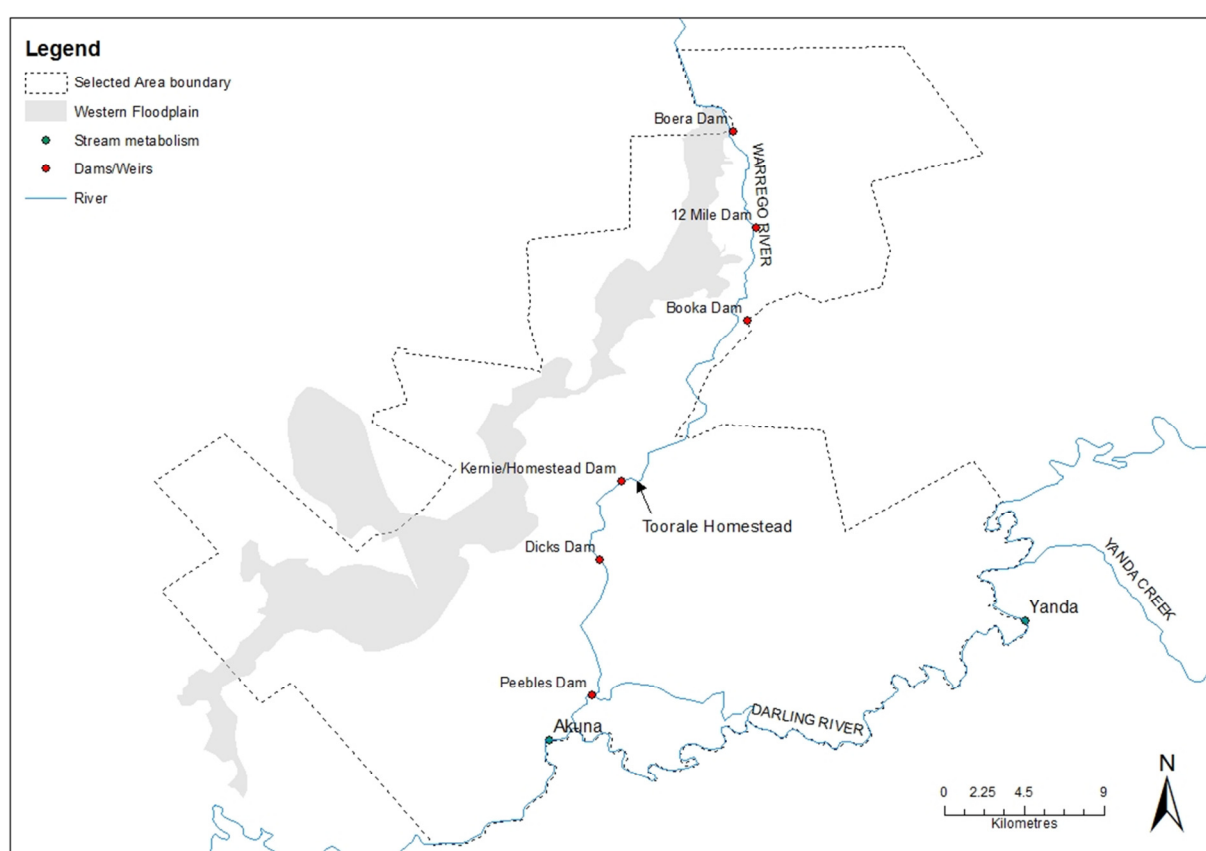 Legend
Selected Area boundary
Western Floodplain
Stream metabolism
Dams/Weirs
River
Boera Dam
WARREGO RIVER
12 Mile Dam
Booka Dam
Kernie/Homestead Dam
Toorale Homestead
Dicks Dam
YANDA CREEK
Yanda
Peebles Dam
DARLING RIVER
Akuna
N
0 2.25 4.5 9
Kilometres